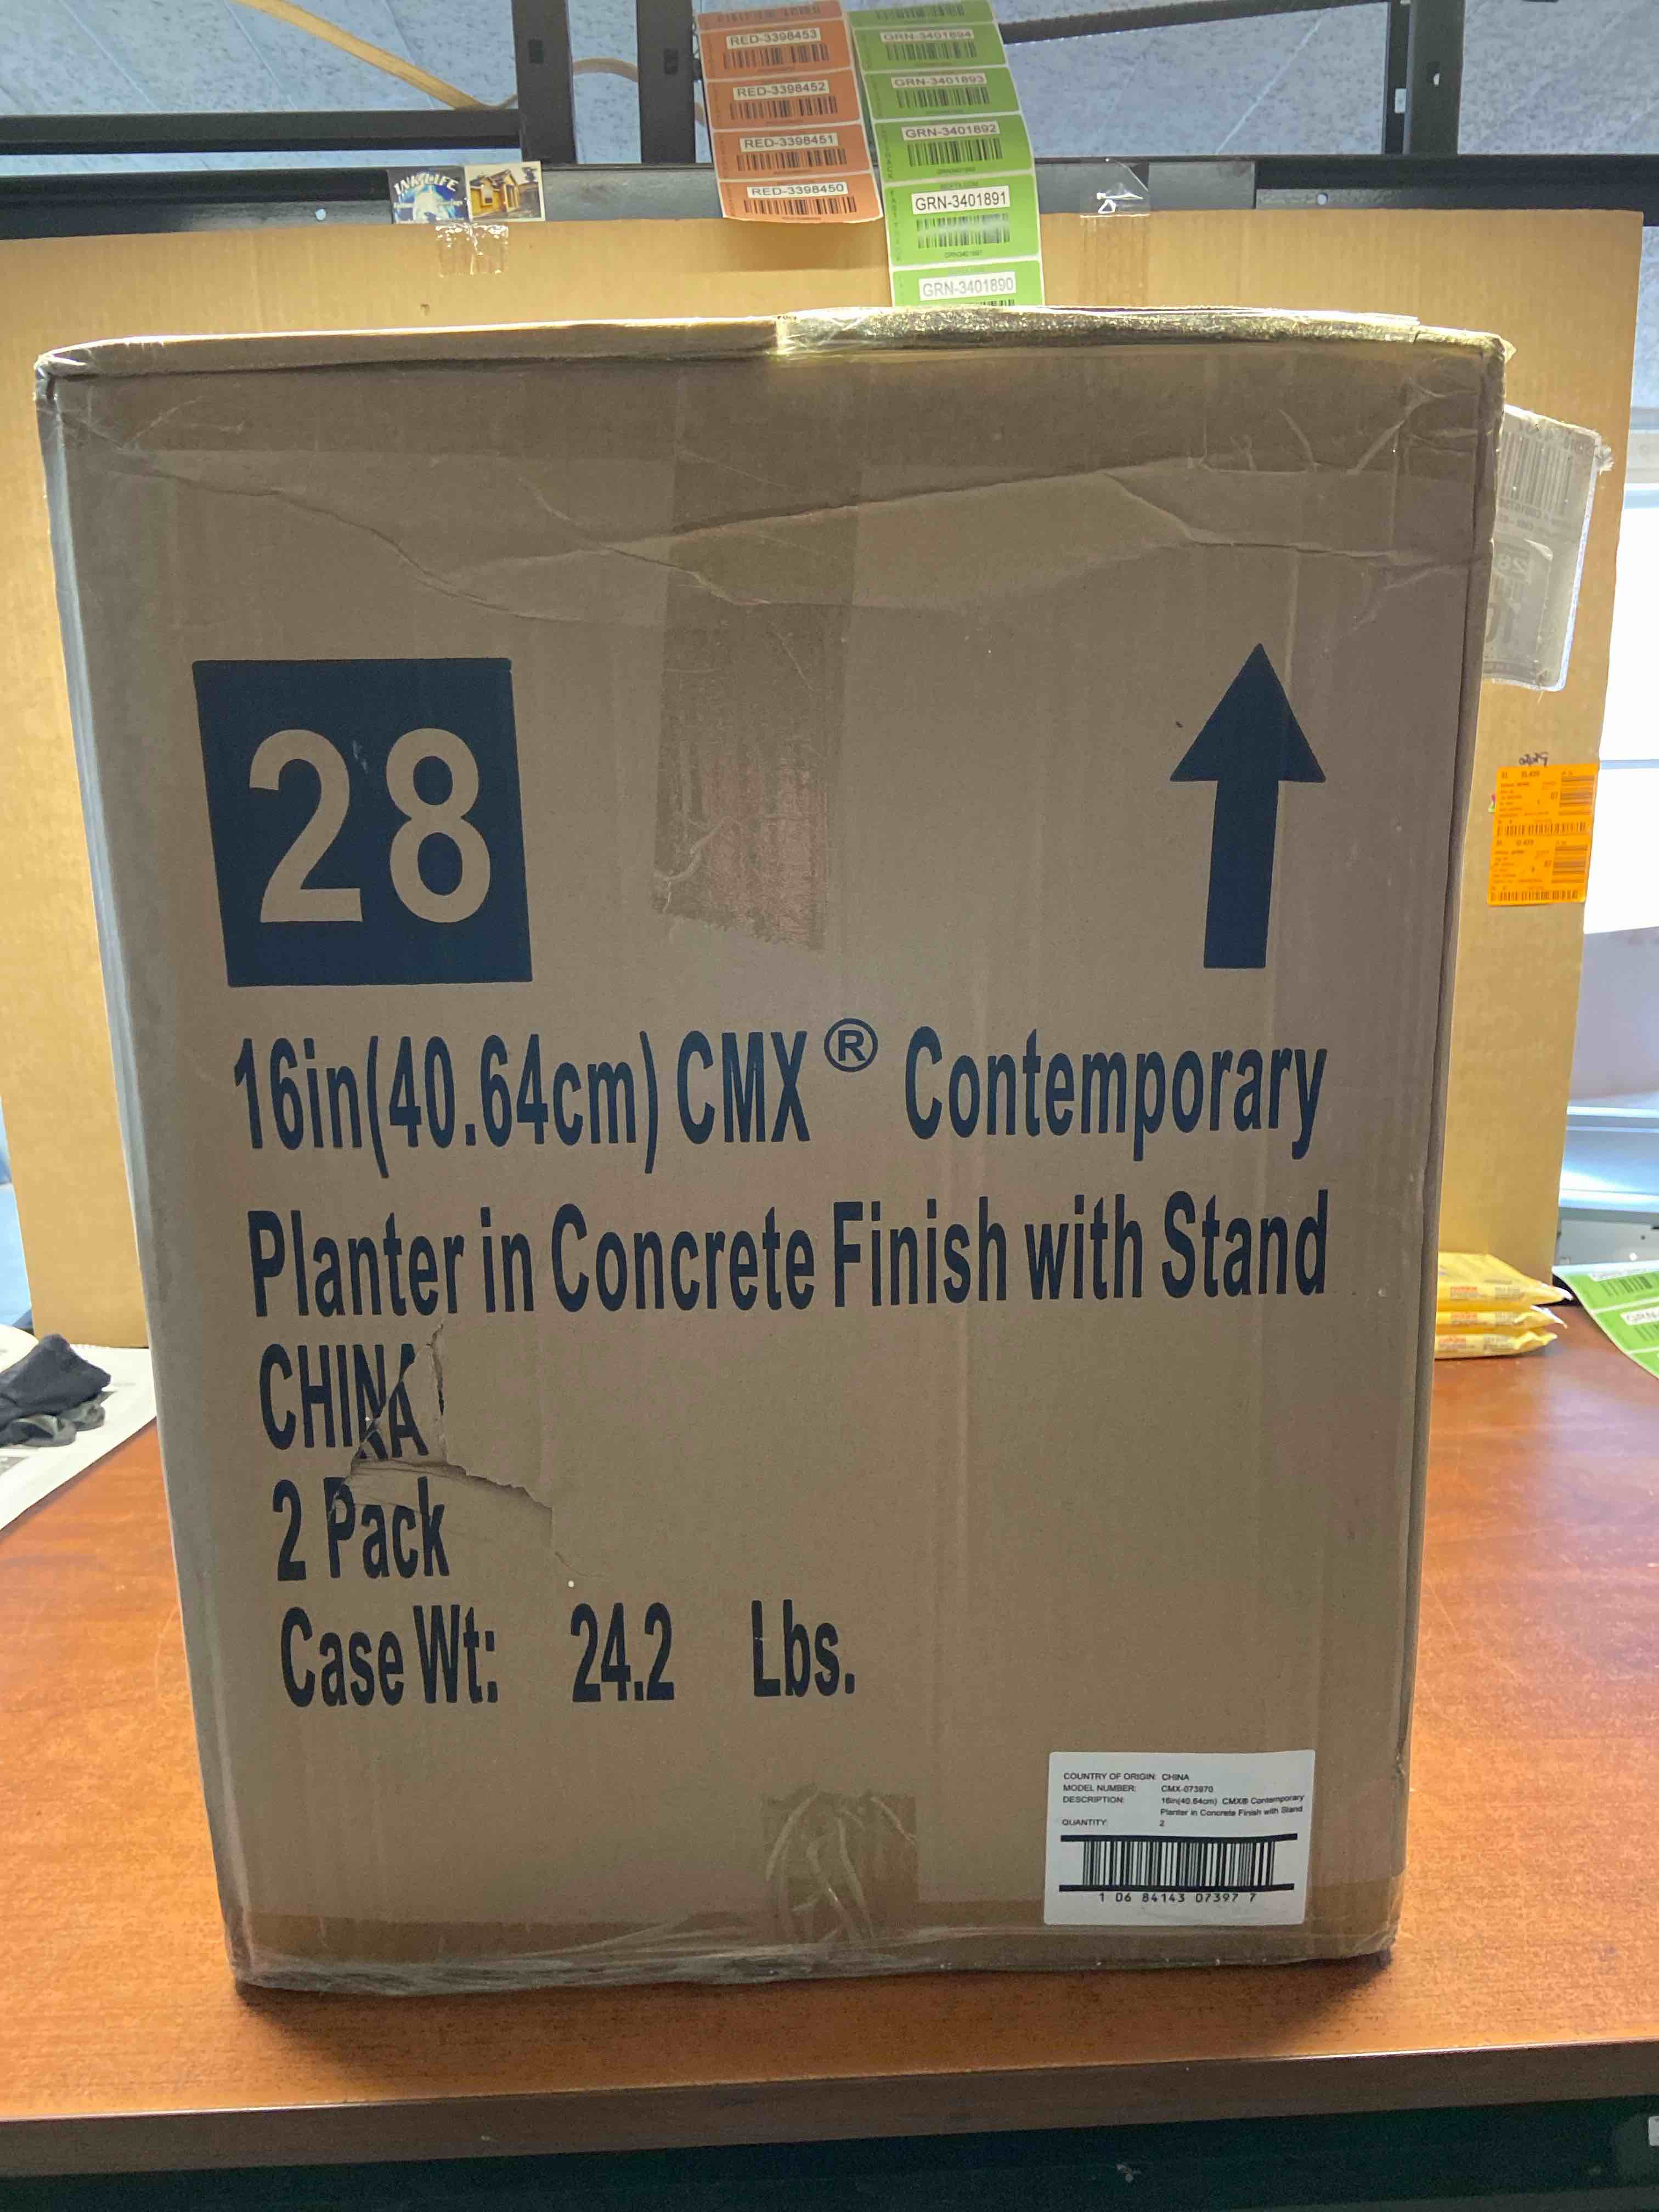 RED-3398453
RED-3398452
RED-3398451
RED-3398450
GRN-3401894
GRN-3401893
GRN-3401892
GRN-3401891
GRN-3401890
INK 4 LIFE
28
16in(40.64cm) CMX® Contemporary
Planter in Concrete Finish with Stand
CHINA
2 Pack
Case Wt: 24.2 Lbs.
COUNTRY OF ORIGIN: CHINA
MODEL NUMBER: CMX-073970
DESCRIPTION: 16in(40.64cm) CMX® Contemporary
Planter in Concrete Finish with Stand
QUANTITY: 2
1 06 84143 07397 7